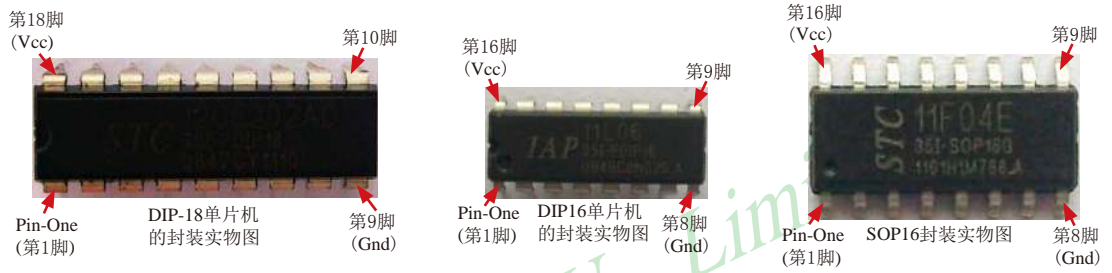 第18脚
(Vcc)
第10脚
STC
Pin-One
(第1脚)
DIP-18单片机
的封装实物图
第9脚
(Gnd)
第16脚
(Vcc)
第9脚
IAP
11L06
Pin-One
(第1脚)
DIP16单片机
的封装实物图
第8脚
(Gnd)
第16脚
(Vcc)
第9脚
STC
11F04E
35I-SOP16G
1101H1M766.A
Pin-One
(第1脚)
SOP16封装实物图
第8脚
(Gnd)
Limi